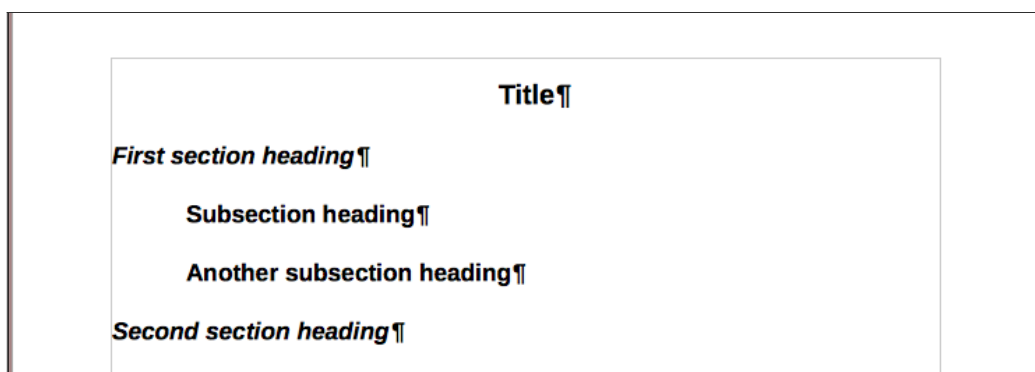 Title¶
First section heading¶
Subsection heading¶
Another subsection heading¶
Second section heading¶